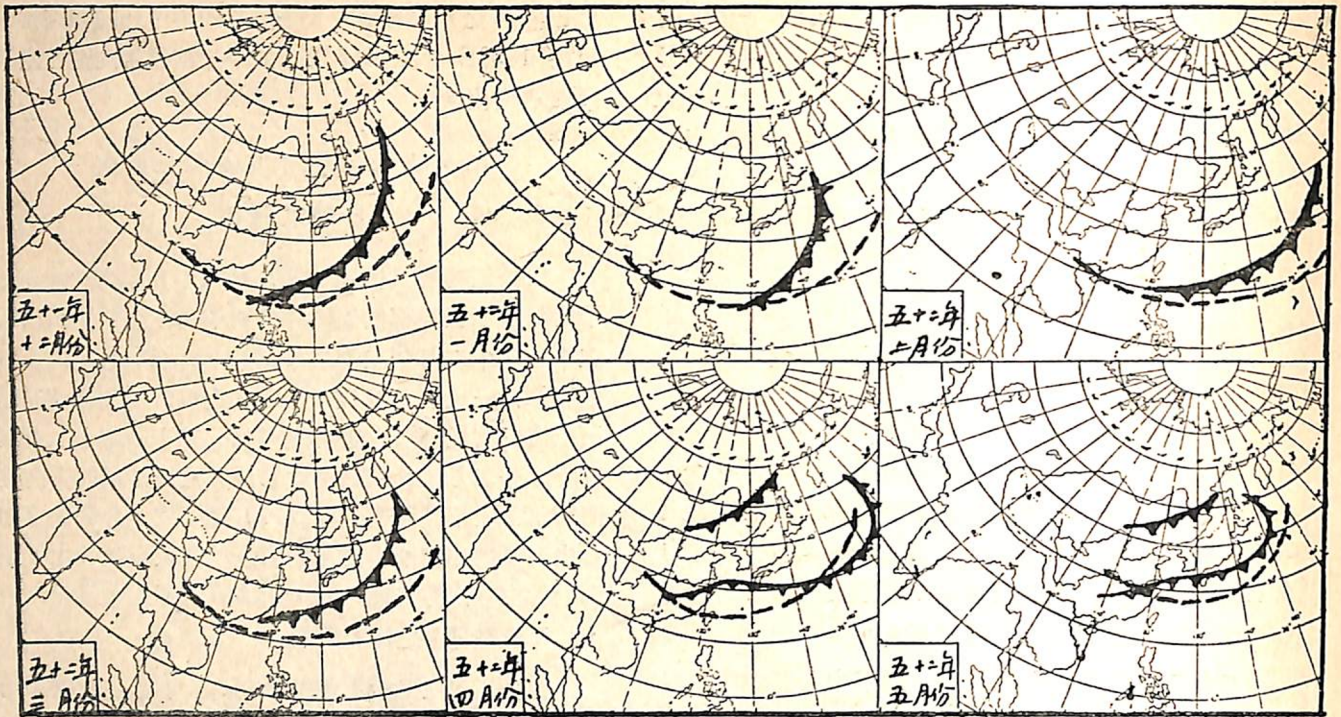 五十一年
十二月份
五十二年
一月份
五十二年
二月份
五十二年
三月份
五十二年
四月份
五十二年
五月份